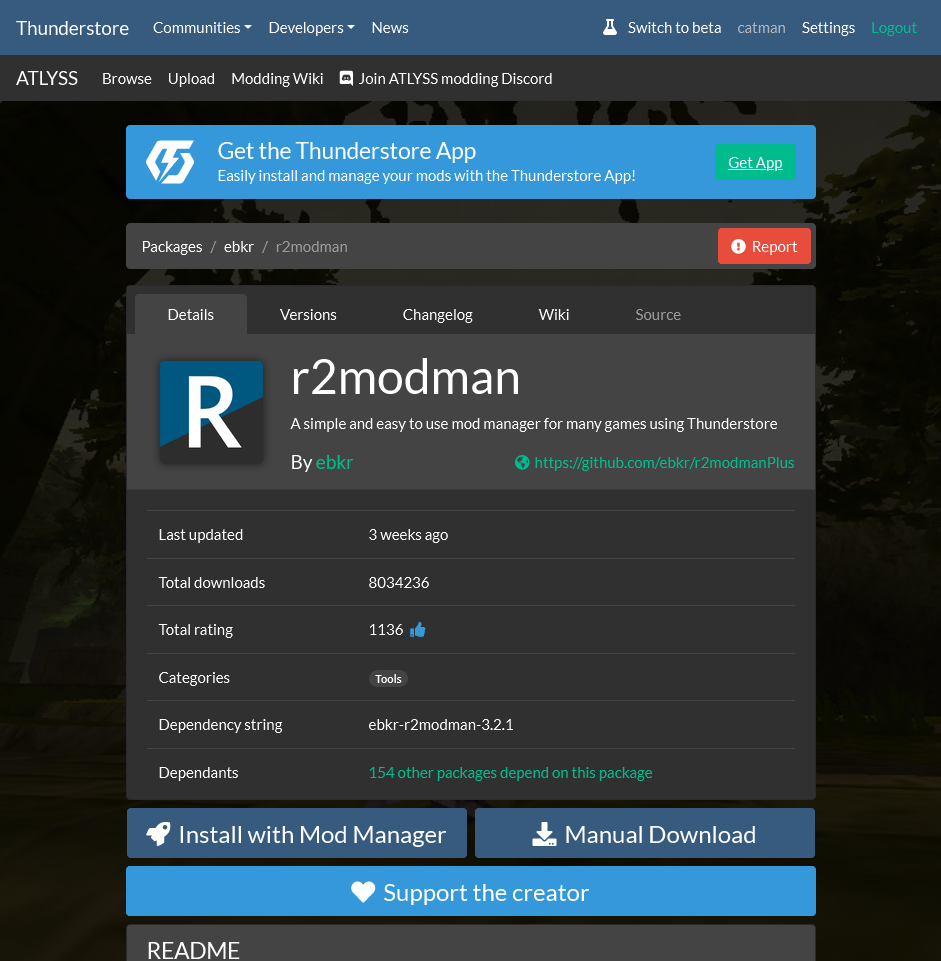 Thunderstore Communities Developers News Switch to beta catman Settings Logout
ATLYSS Browse Upload Modding Wiki Join ATLYSS modding Discord
Get the Thunderstore App
Easily install and manage your mods with the Thunderstore App!
Get App
Packages / ebkr / r2modman Report
Details Versions Changelog Wiki Source
R
r2modman
A simple and easy to use mod manager for many games using Thunderstore
By ebkr https://github.com/ebkr/r2modmanPlus
Last updated 3 weeks ago
Total downloads 8034236
Total rating 1136
Categories Tools
Dependency string ebkr-r2modman-3.2.1
Dependants 154 other packages depend on this package
Install with Mod Manager Manual Download
Support the creator
README